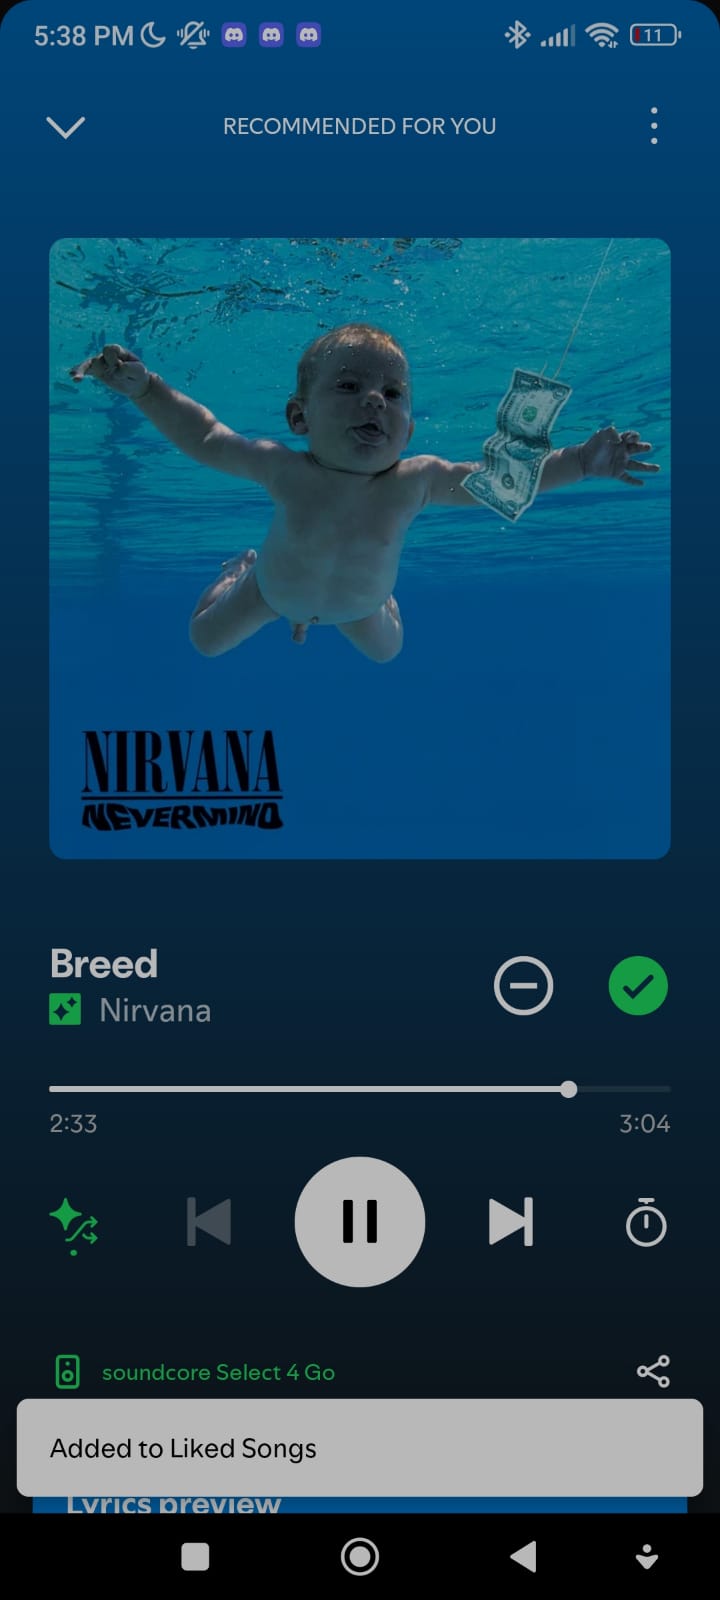 5:38 PM
11
RECOMMENDED FOR YOU
NIRVANA
NEVERMIND
Breed
Nirvana
2:33
3:04
soundcore Select 4 Go
Added to Liked Songs
Lyrics preview